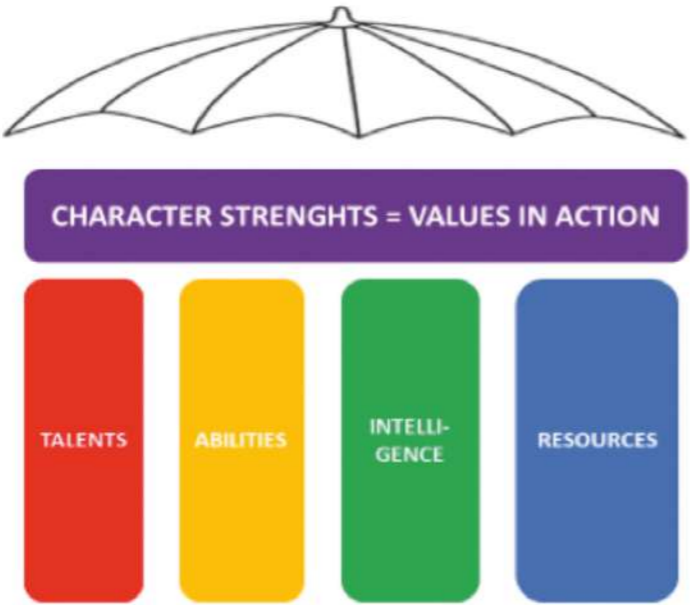 CHARACTER STRENGHTS = VALUES IN ACTION
TALENTS
ABILITIES
INTELLI-
GENCE
RESOURCES